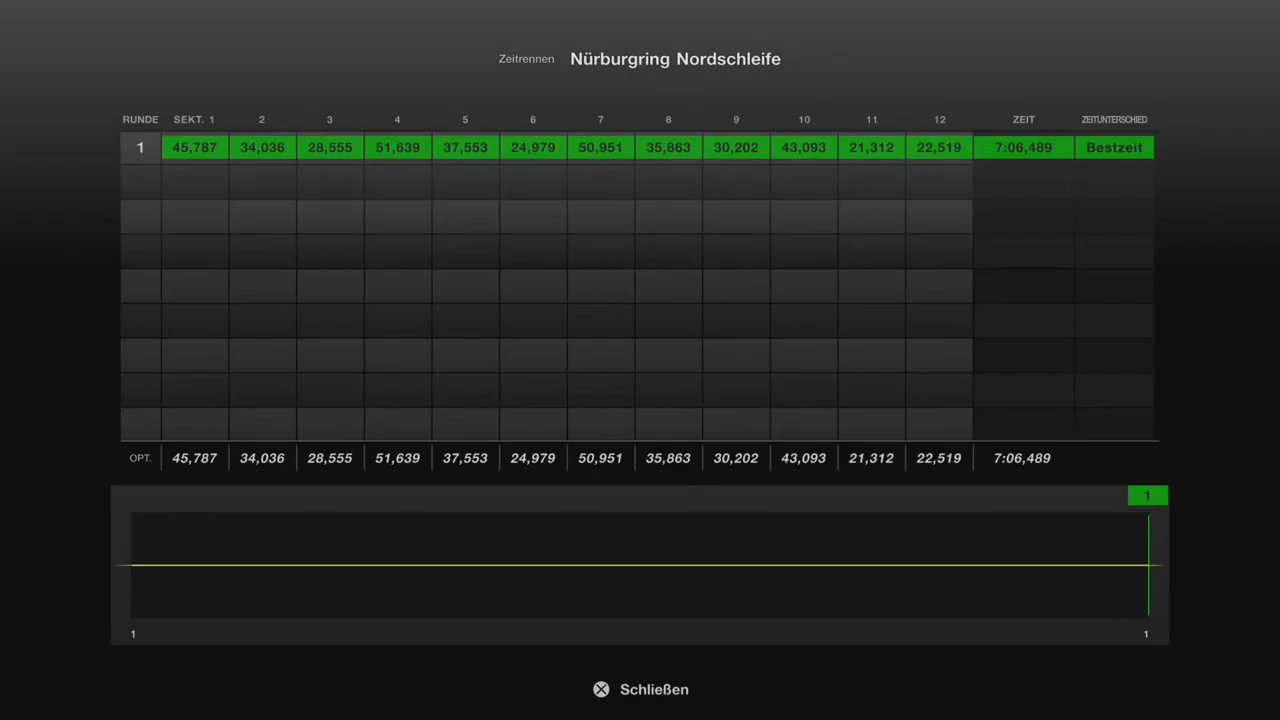 Zeitrennen Nürburgring Nordschleife
RUNDE SEKT. 1 2 3 4 5 6 7 8 9 10 11 12 ZEIT ZEITUNTERSCHIED
1 45,787 34,036 28,555 51,639 37,553 24,979 50,951 35,863 30,202 43,093 21,312 22,519 7:06,489 Bestzeit
OPT. 45,787 34,036 28,555 51,639 37,553 24,979 50,951 35,863 30,202 43,093 21,312 22,519 7:06,489
1
1 1
Schließen